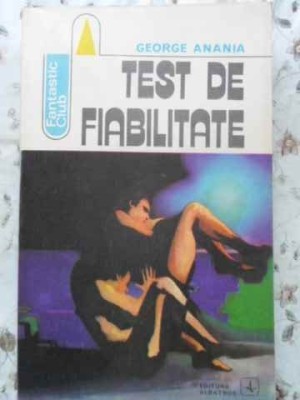 GEORGE ANANIA
Fantastic
Club
TEST DE
FIABILITATE
EDITURA
ALBATROS